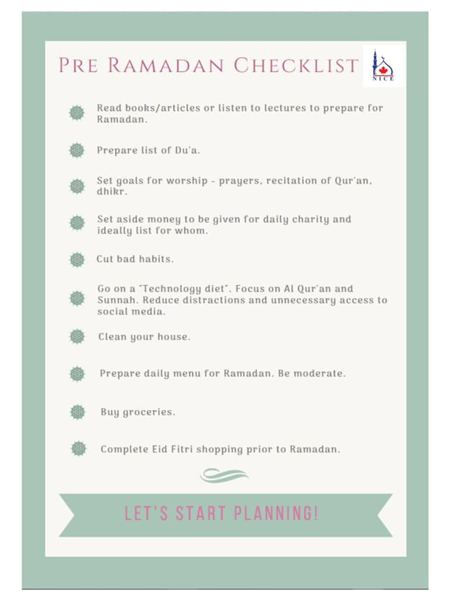 PRE RAMADAN CHECKLIST
NICE
Read books/articles or listen to lectures to prepare for
Ramadan.
Prepare list of Du'a.
Set goals for worship - prayers, recitation of Qur'an,
dhikr.
Set aside money to be given for daily charity and
ideally list for whom.
Cut bad habits.
Go on a "Technology diet". Focus on Al Qur'an and
Sunnah. Reduce distractions and unnecessary access to
social media.
Clean your house.
Prepare daily menu for Ramadan. Be moderate.
Buy groceries.
Complete Eid Fitri shopping prior to Ramadan.
LET'S START PLANNING!